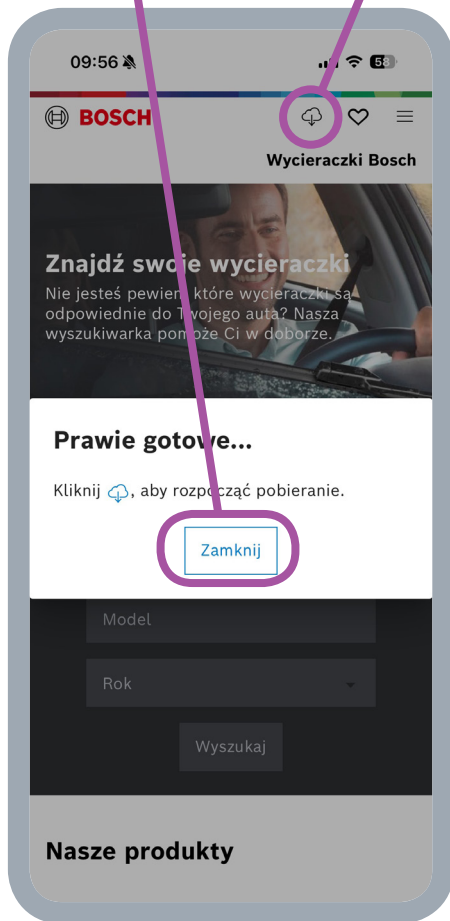 09:56
58
BOSCH
Wycieraczki Bosch
Znajdź swoje wycieraczki
Nie jesteś pewien, które wycieraczki są
odpowiednie do Twojego auta? Nasza
wyszukiwarka pomoże Ci w doborze.
Prawie gotowe...
Kliknij , aby rozpocząć pobieranie.
Zamknij
Model
Rok
Wyszukaj
Nasze produkty